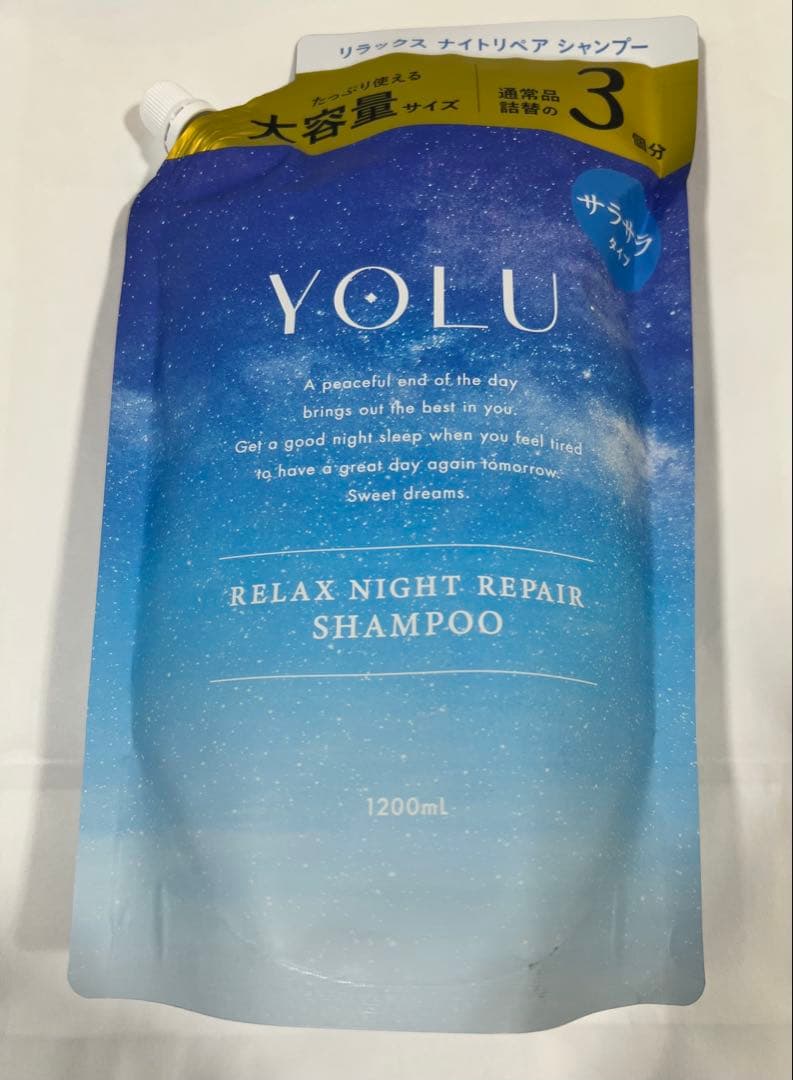 リラックス ナイトリペア シャンプー
たっぷり使える
大容量サイズ
通常品
詰替の
3個分
サラサラ
タイプ
YOLU
A peaceful end of the day
brings out the best in you.
Get a good night sleep when you feel tired
to have a great day again tomorrow.
Sweet dreams.
RELAX NIGHT REPAIR
SHAMPOO
1200mL